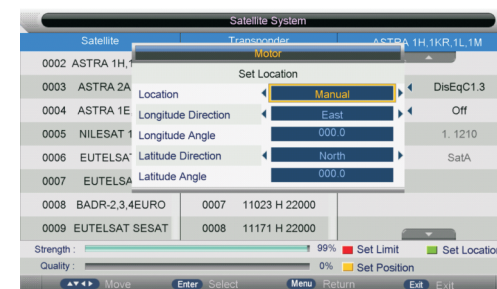 Satellite System
Satellite Transponder ASTRA 1H,1KR,1L,1M
Motor
Set Location
0002 ASTRA 1H,1
0003 ASTRA 2A
0004 ASTRA 1E
0005 NILESAT 1
0006 EUTELSA
0007 EUTELSA
0008 BADR-2,3,4EURO 0007 11023 H 22000
0009 EUTELSAT SESAT 0008 11171 H 22000
Location Manual
Longitude Direction East
Longitude Angle 000.0
Latitude Direction North
Latitude Angle 000.0
DisEqC1.3
Off
1. 1210
SatA
Strength : 99% Set Limit Set Locatio
Quality : 0% Set Position
Move Enter Select Menu Return Exit Exit